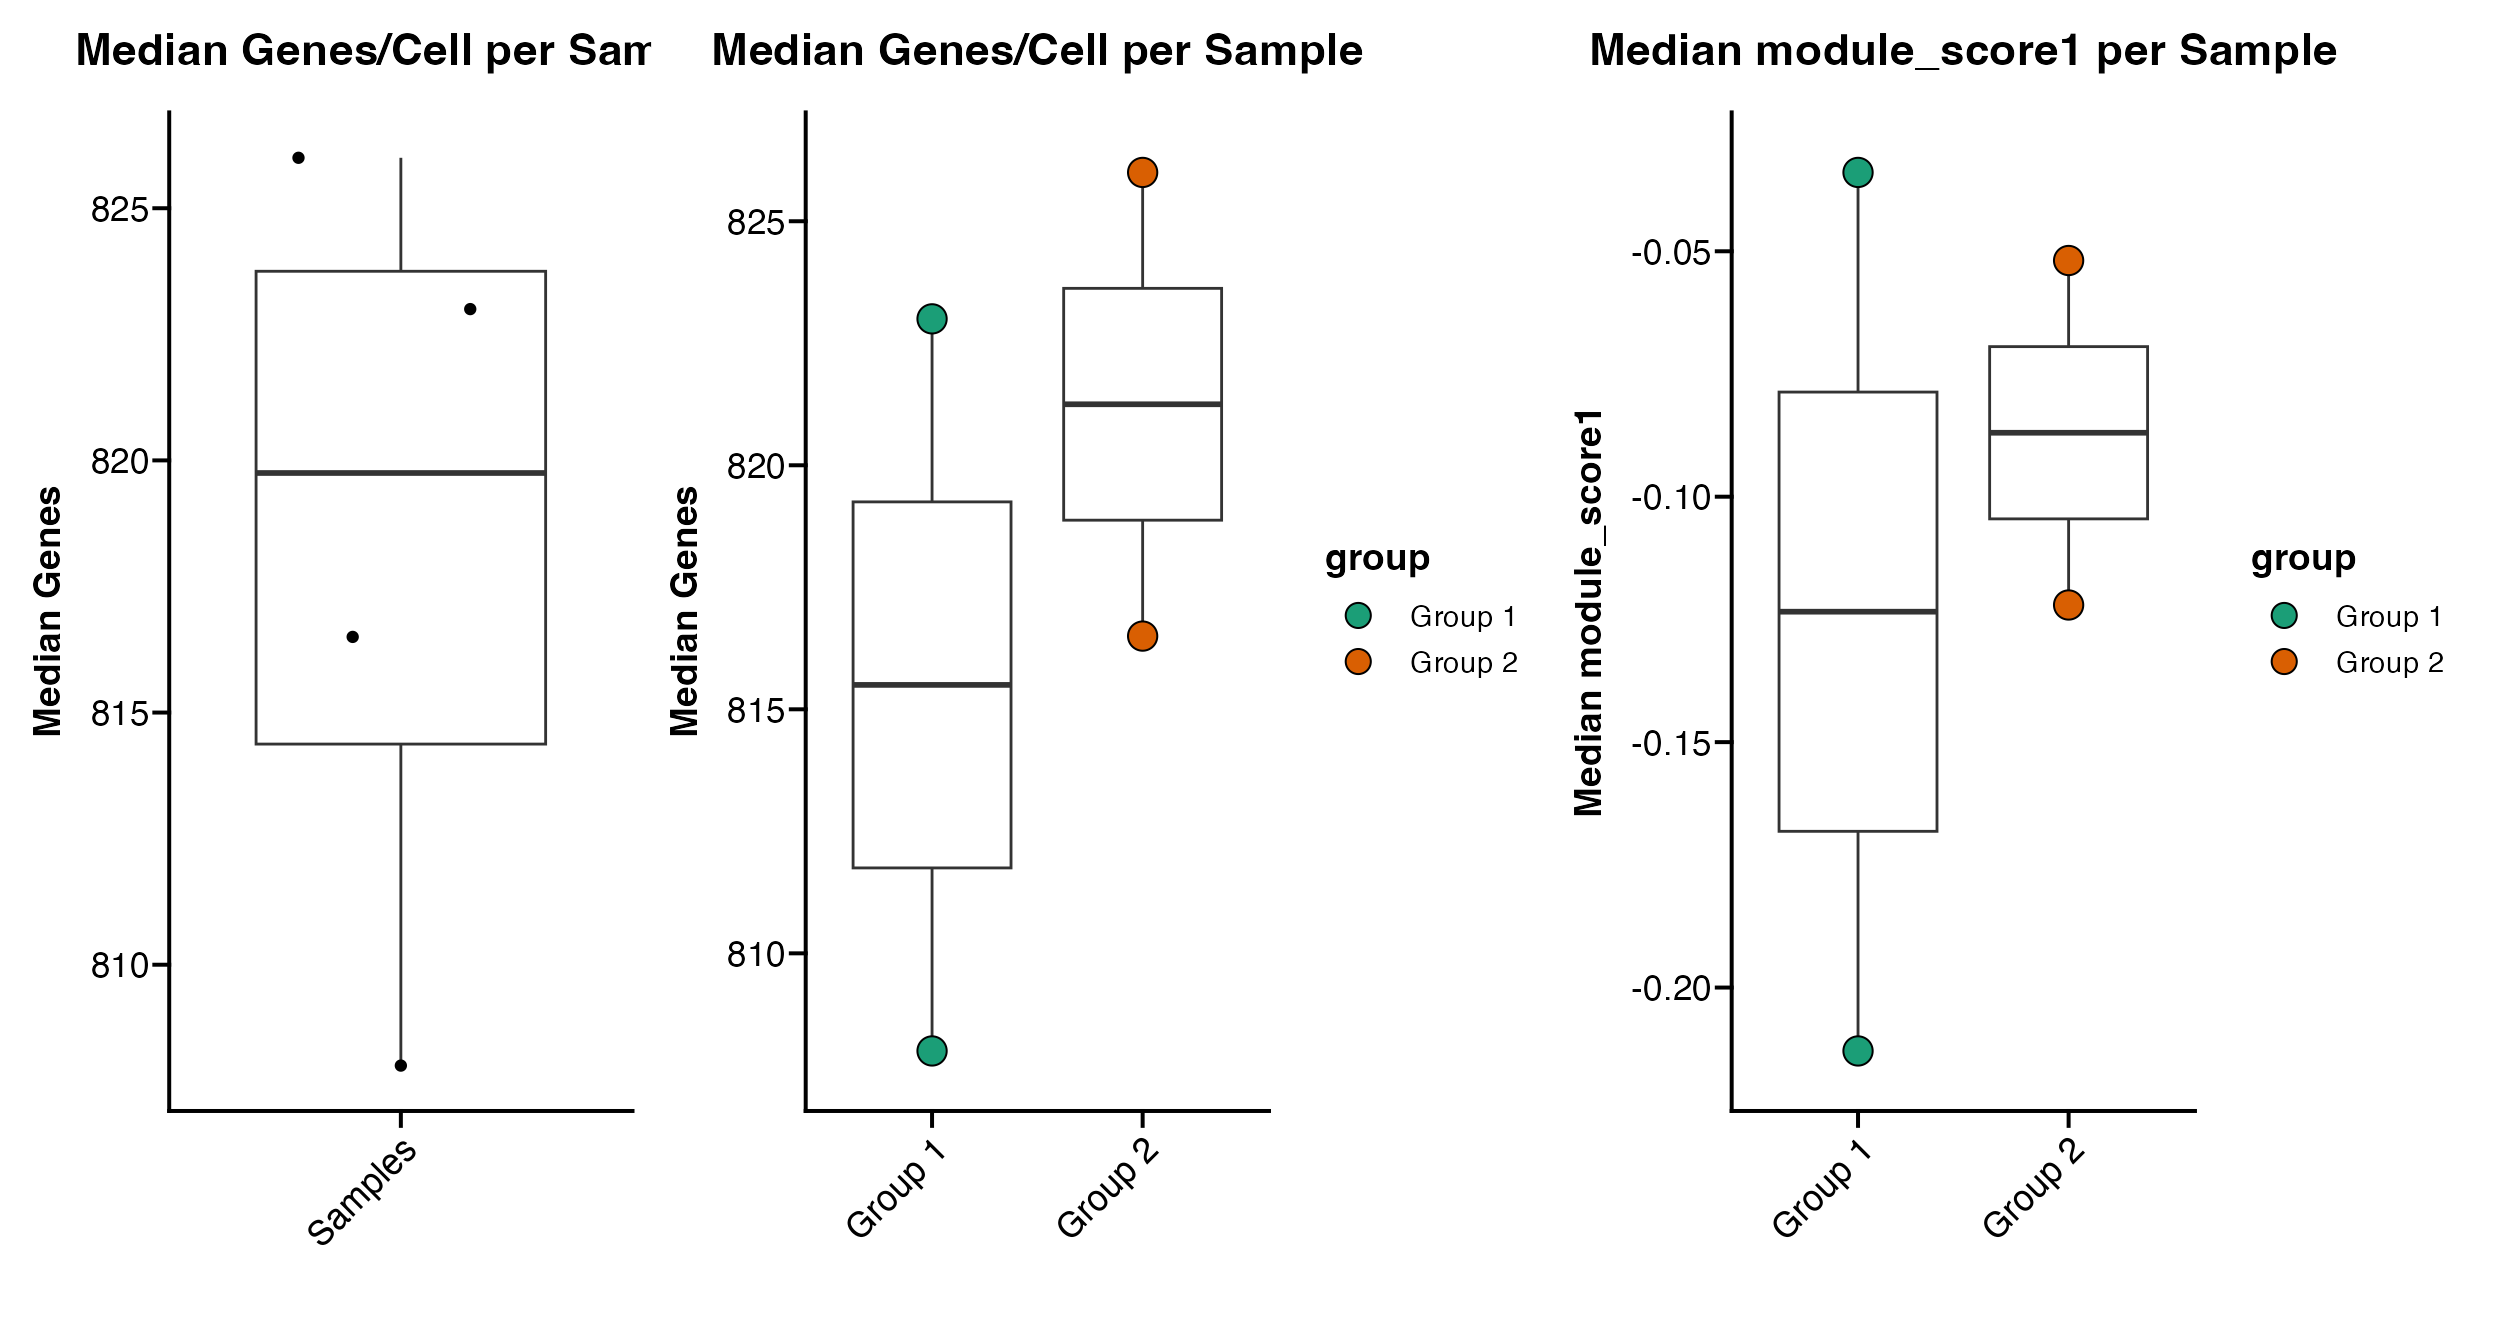 Median Genes/Cell per Sam
Median Genes
825
820
815
810
Samples
Median Genes/Cell per Sample
Median Genes
825
820
815
810
Group 1
Group 2
group
Group 1
Group 2
Median module_score1 per Sample
Median module_score1
-0.05
-0.10
-0.15
-0.20
Group 1
Group 2
group
Group 1
Group 2